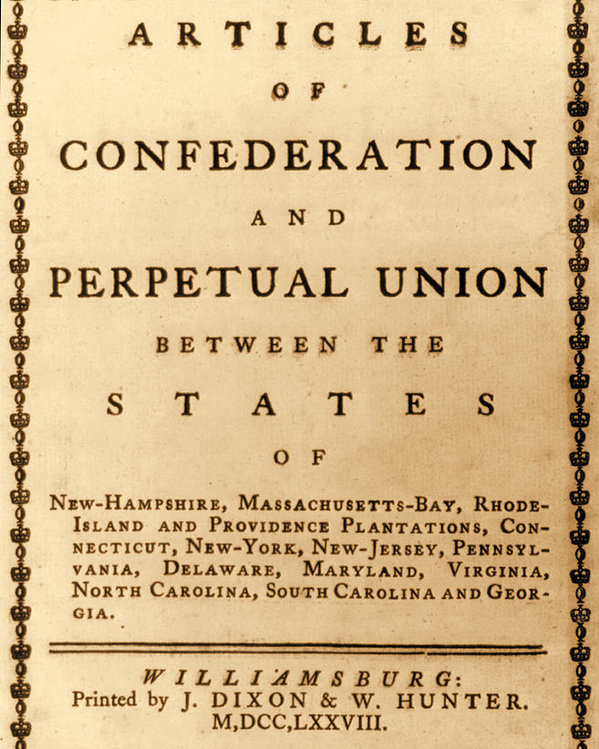 ARTICLES
OF
CONFEDERATION
AND
PERPETUAL UNION
BETWEEN THE
STATES
OF
NEW-HAMPSHIRE, MASSACHUSETTS-BAY, RHODE-
ISLAND AND PROVIDENCE PLANTATIONS, CON-
NECTICUT, NEW-YORK, NEW-JERSEY, PENNSYL-
VANIA, DELAWARE, MARYLAND, VIRGINIA,
NORTH CAROLINA, SOUTH CAROLINA AND GEOR-
GIA.
WILLIAMSBURG:
Printed by J. DIXON & W. HUNTER.
M,DCC,LXXVIII.